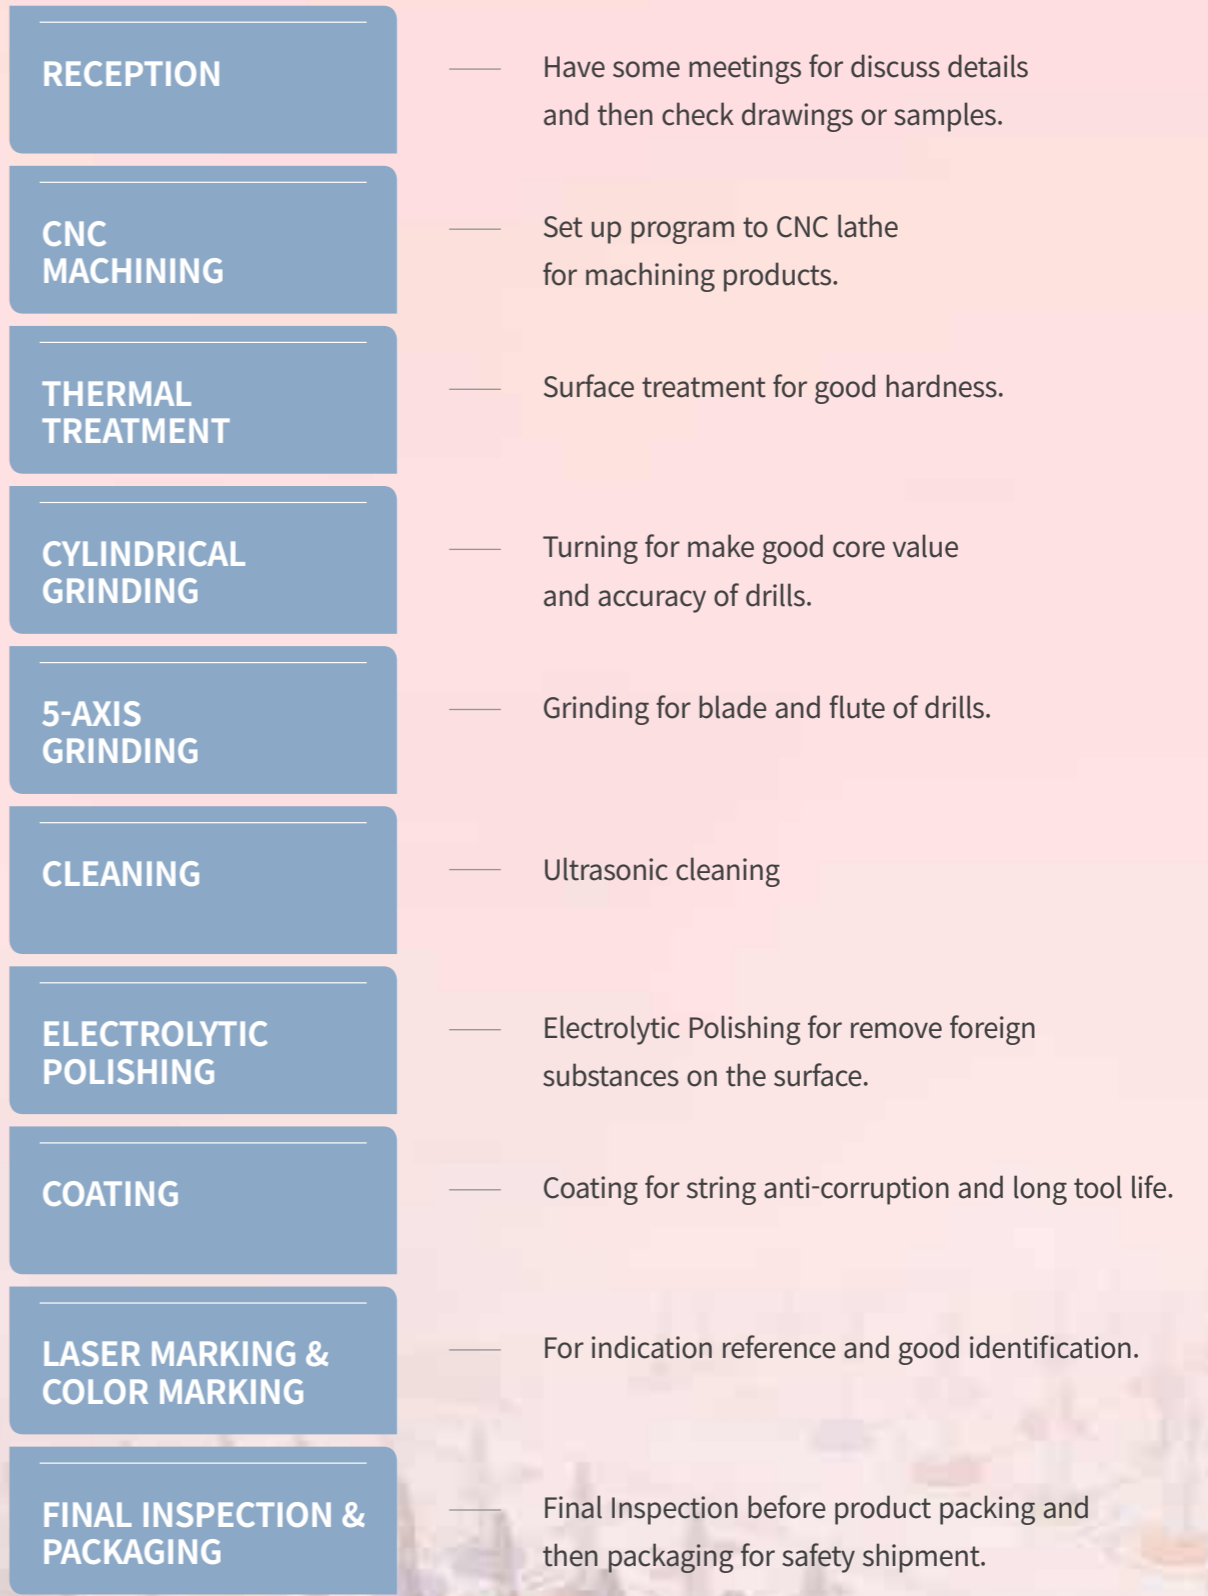 RECEPTION
Have some meetings for discuss details
and then check drawings or samples.
CNC
MACHINING
Set up program to CNC lathe
for machining products.
THERMAL
TREATMENT
Surface treatment for good hardness.
CYLINDRICAL
GRINDING
Turning for make good core value
and accuracy of drills.
5-AXIS
GRINDING
Grinding for blade and flute of drills.
CLEANING
Ultrasonic cleaning
ELECTROLYTIC
POLISHING
Electrolytic Polishing for remove foreign
substances on the surface.
COATING
Coating for string anti-corruption and long tool life.
LASER MARKING &
COLOR MARKING
For indication reference and good identification.
FINAL INSPECTION &
PACKAGING
Final Inspection before product packing and
then packaging for safety shipment.